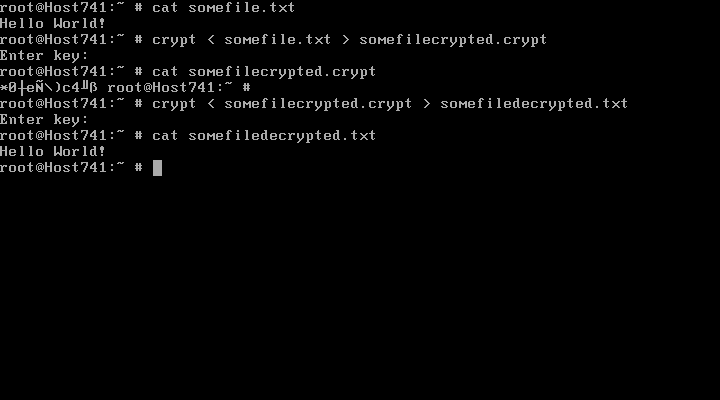 root@Host741:~ # cat somefile.txt
Hello World!
root@Host741:~ # crypt < somefile.txt > somefilecrypted.crypt
Enter key:
root@Host741:~ # cat somefilecrypted.crypt
*0┼eÑ\)c4╜ß root@Host741:~ #
root@Host741:~ # crypt < somefilecrypted.crypt > somefiledecrypted.txt
Enter key:
root@Host741:~ # cat somefiledecrypted.txt
Hello World!
root@Host741:~ #